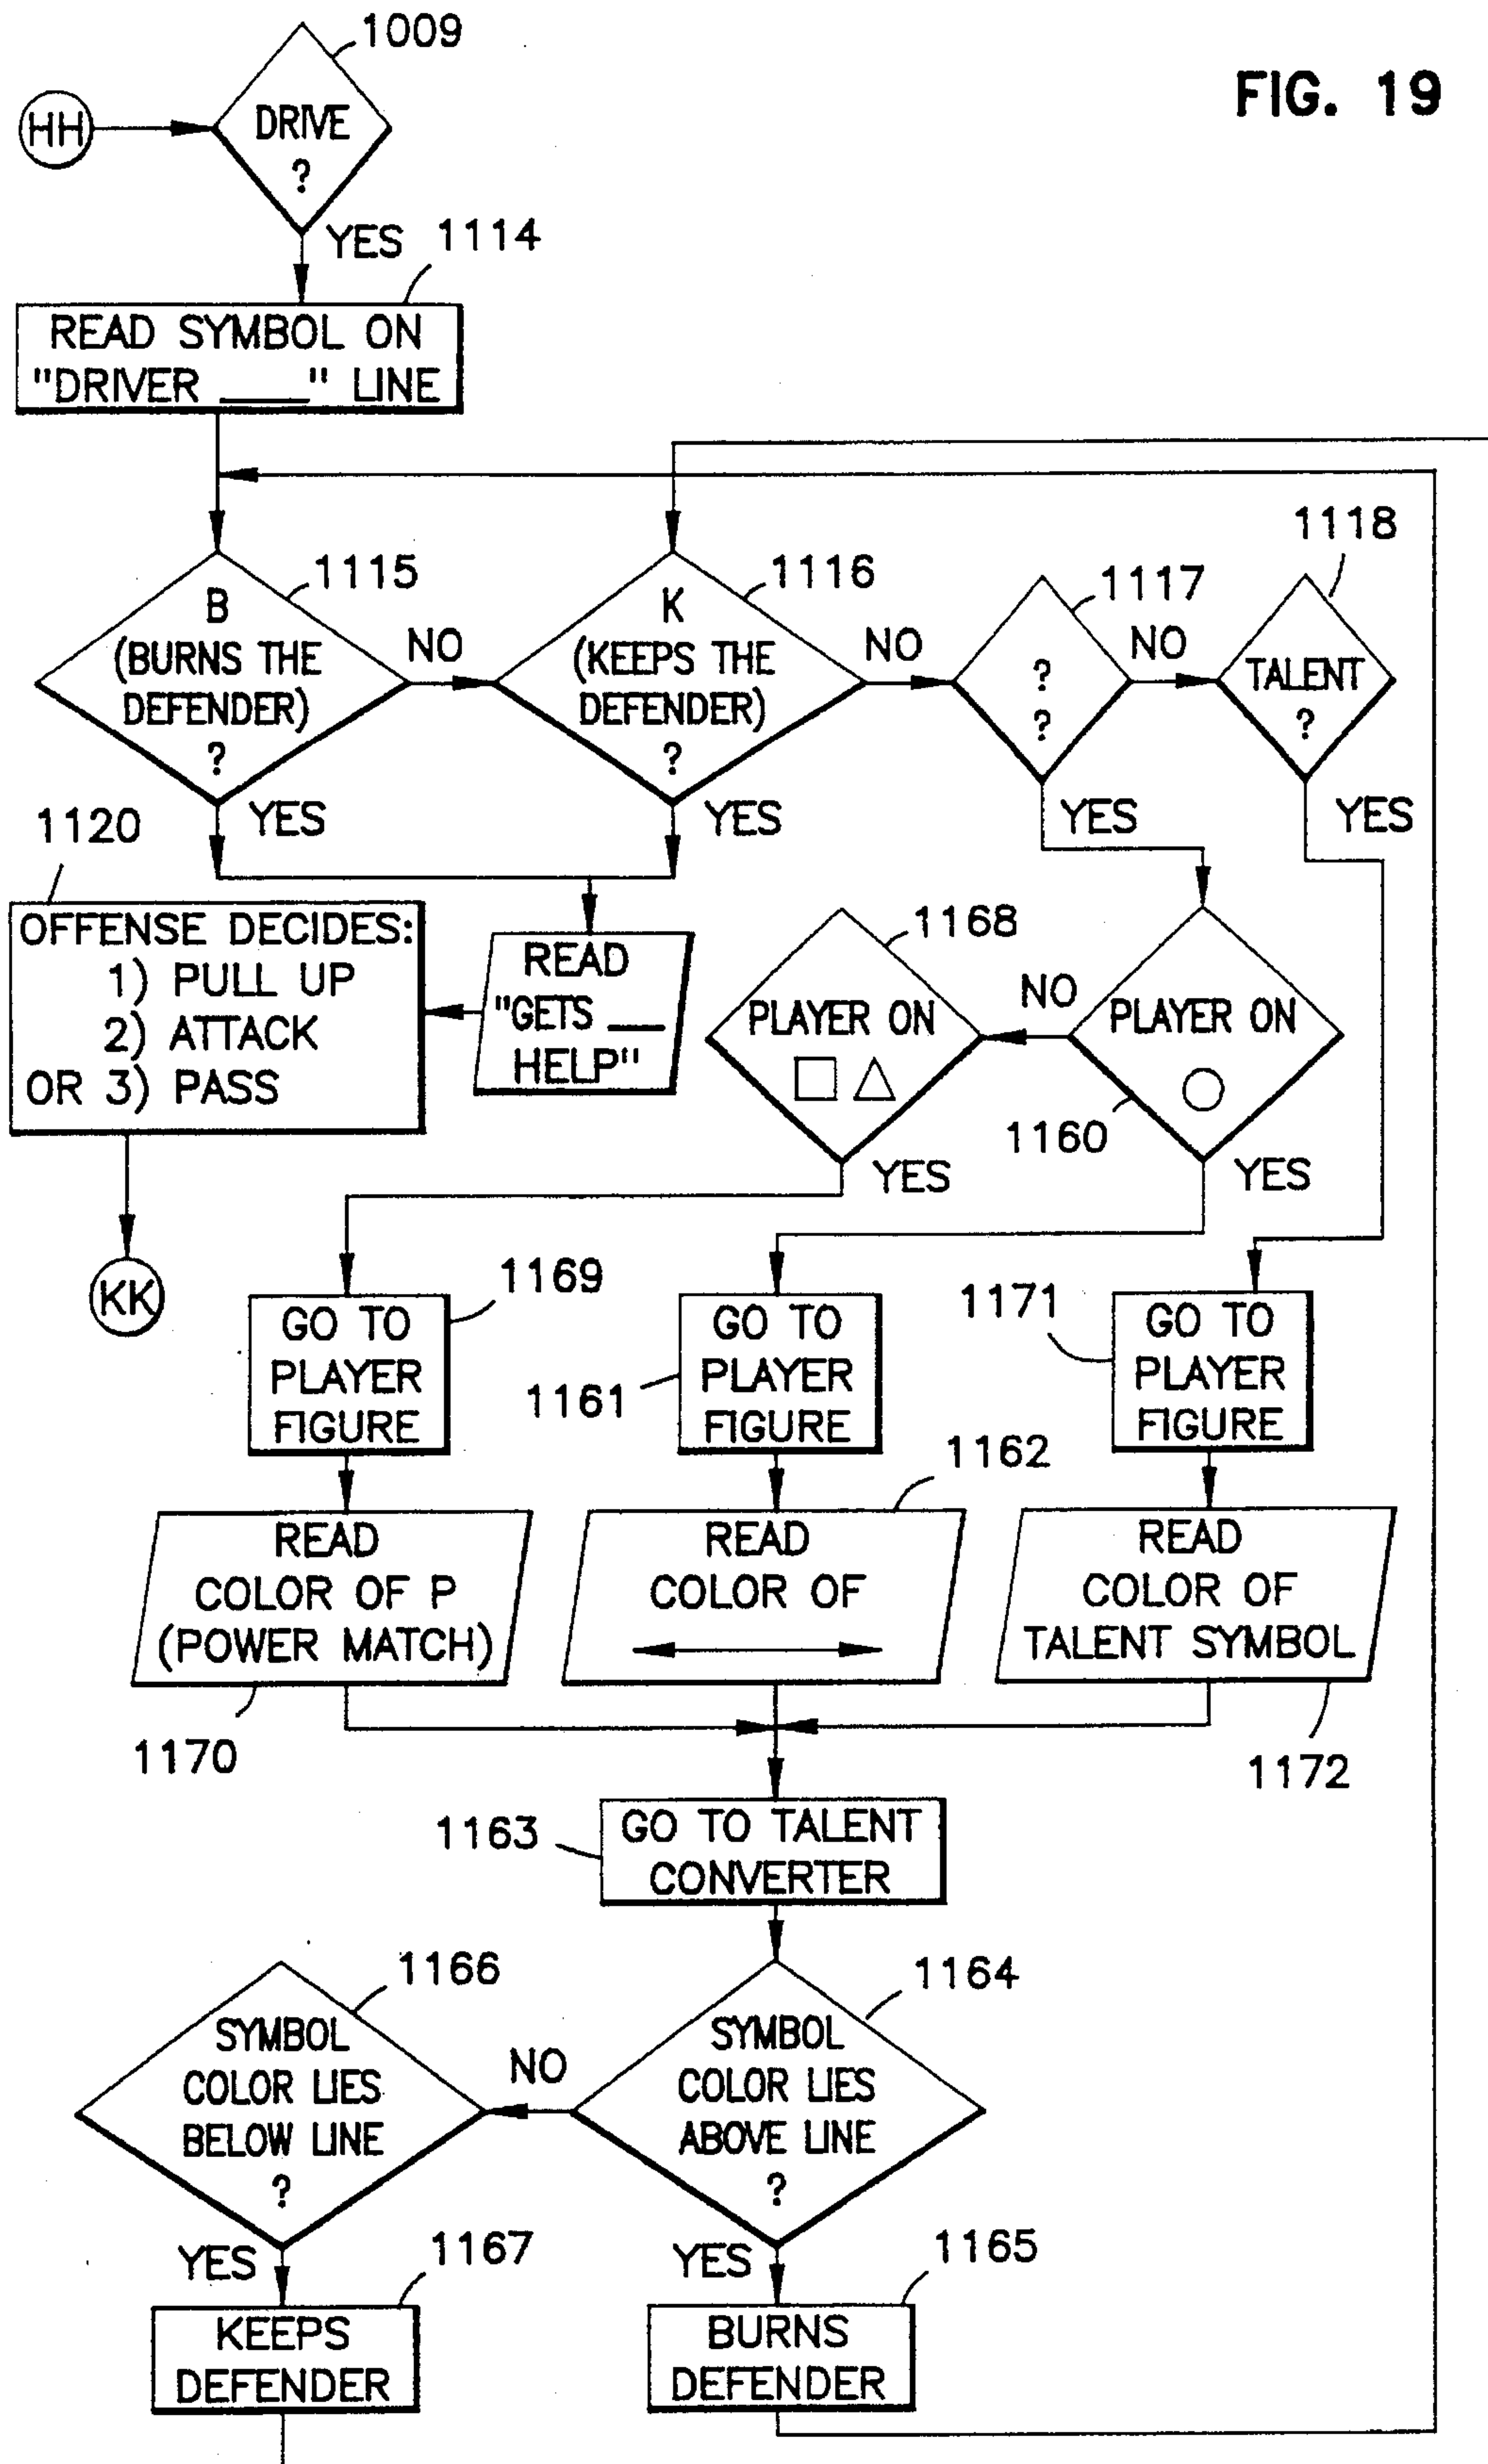 FIG. 19
HH
1009
DRIVE
?
YES
1114
READ SYMBOL ON
"DRIVER ____" LINE
1115
B
(BURNS THE
DEFENDER)
?
NO
YES
1116
K
(KEEPS THE
DEFENDER)
?
NO
YES
1117
?
?
NO
YES
1118
TALENT
?
YES
1120
OFFENSE DECIDES:
1) PULL UP
2) ATTACK
OR 3) PASS
READ
"GETS __
HELP"
1168
PLAYER ON
YES
NO
PLAYER ON
1160
YES
KK
1169
GO TO
PLAYER
FIGURE
1161
GO TO
PLAYER
FIGURE
1171
GO TO
PLAYER
FIGURE
READ
COLOR OF P
(POWER MATCH)
1170
1162
READ
COLOR OF
READ
COLOR OF
TALENT SYMBOL
1172
1163
GO TO TALENT
CONVERTER
1166
SYMBOL
COLOR LIES
BELOW LINE
?
YES
NO
1164
SYMBOL
COLOR LIES
ABOVE LINE
?
YES
1167
KEEPS
DEFENDER
1165
BURNS
DEFENDER